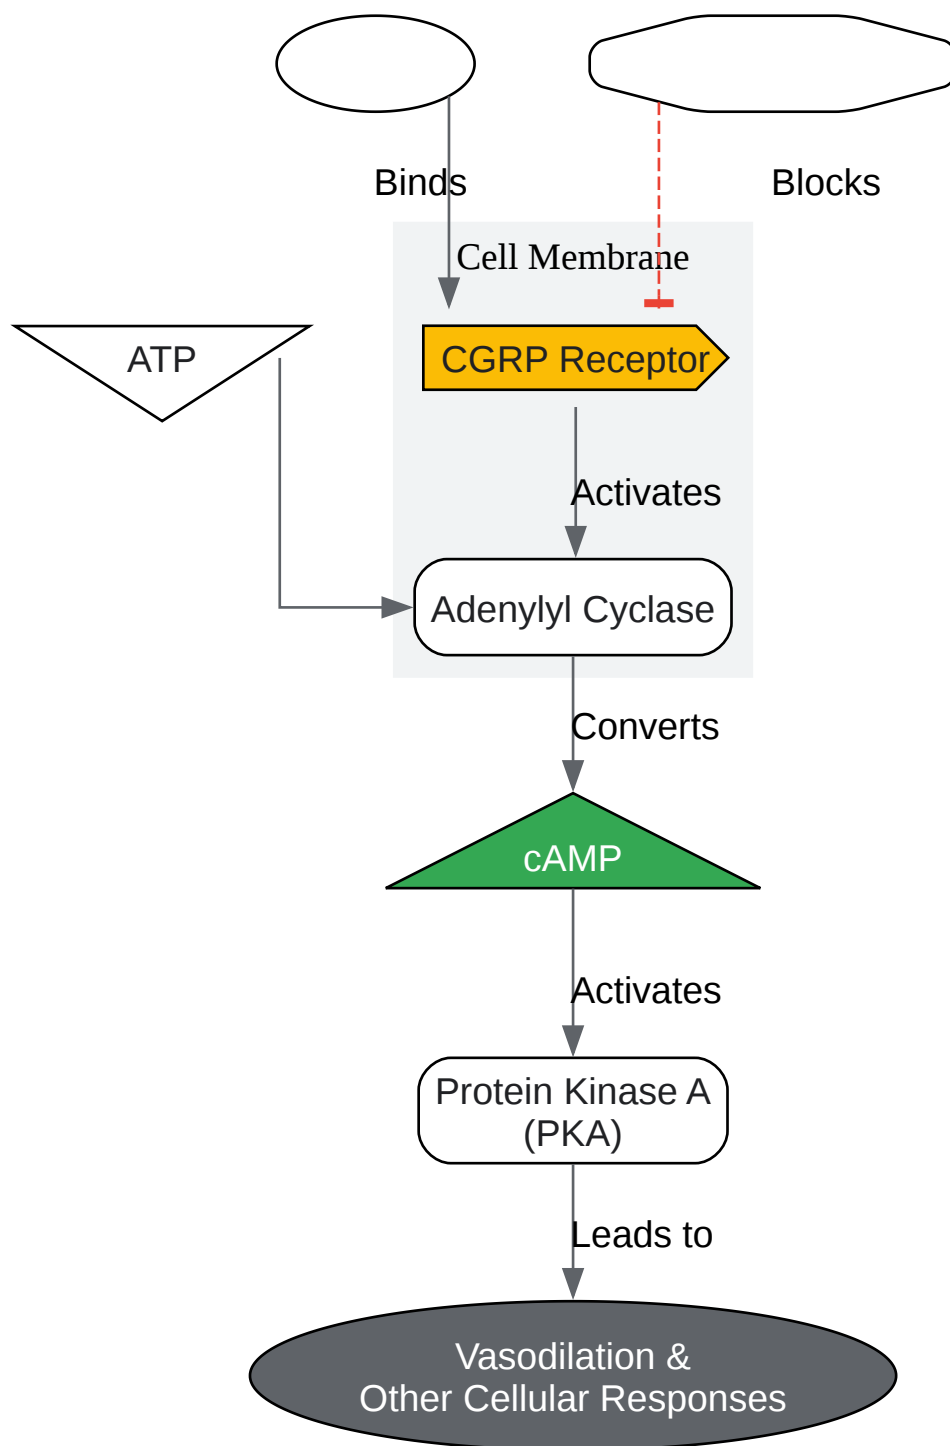 Binds
Blocks
Cell Membrane
ATP
CGRP Receptor
Activates
Adenylyl Cyclase
Converts
cAMP
Activates
Protein Kinase A
(PKA)
Leads to
Vasodilation &
Other Cellular Responses